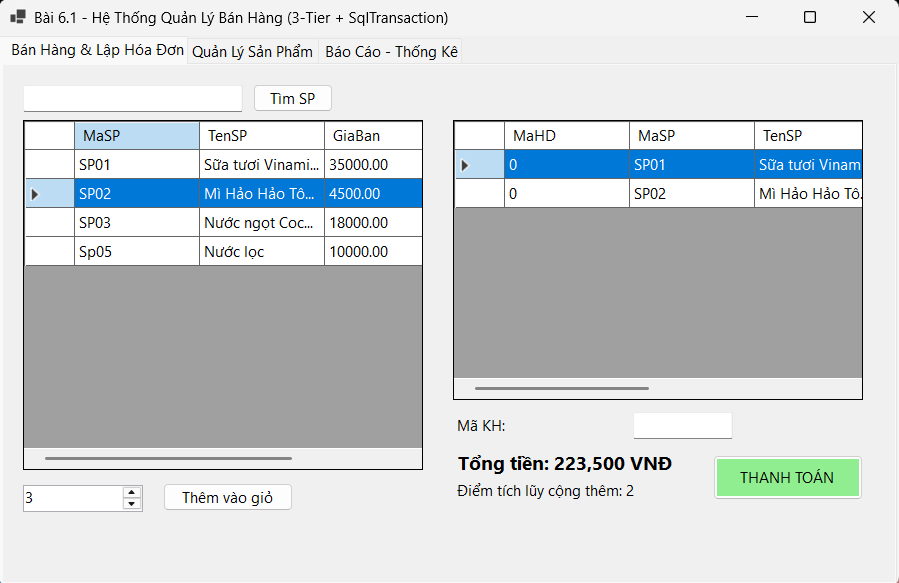 Bài 6.1 - Hệ Thống Quản Lý Bán Hàng (3-Tier + SqlTransaction)
Bán Hàng & Lập Hóa Đơn Quản Lý Sản Phẩm Báo Cáo - Thống Kê
Tìm SP
MaSP TenSP GiaBan
SP01 Sữa tươi Vinami... 35000.00
SP02 Mì Hảo Hảo Tô... 4500.00
SP03 Nước ngọt Coc... 18000.00
Sp05 Nước lọc 10000.00
3
Thêm vào giỏ
MaHD MaSP TenSP
0 SP01 Sữa tươi Vinam
0 SP02 Mì Hảo Hảo Tô.
Mã KH:
Tổng tiền: 223,500 VNĐ
Điểm tích lũy cộng thêm: 2
THANH TOÁN